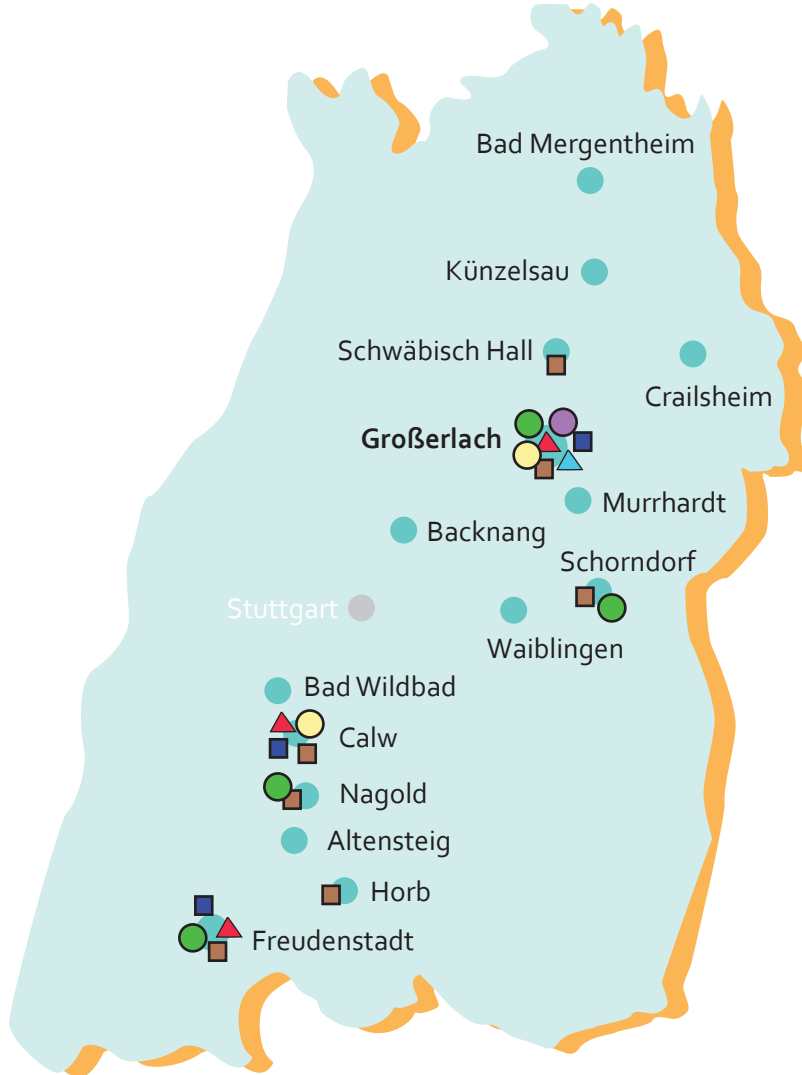 Bad Mergentheim
Künzelsau
Schwäbisch Hall
Crailsheim
Großerlach
Murrhardt
Backnang
Schorndorf
Stuttgart
Waiblingen
Bad Wildbad
Calw
Nagold
Altensteig
Horb
Freudenstadt